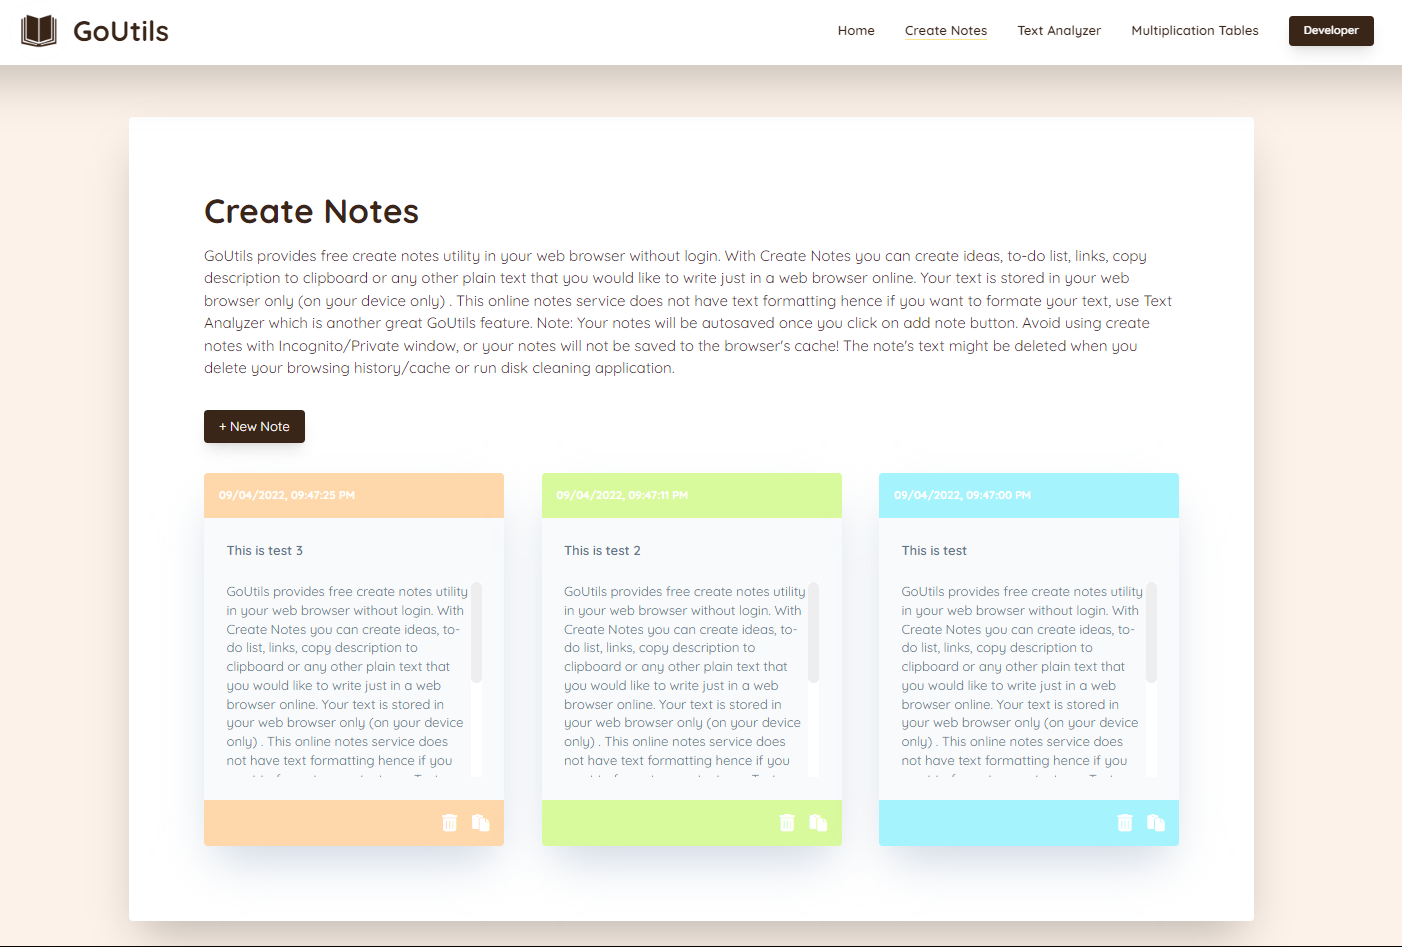 GoUtils
Home
Create Notes
Text Analyzer
Multiplication Tables
Developer
Create Notes
GoUtils provides free create notes utility in your web browser without login. With Create Notes you can create ideas, to-do list, links, copy
description to clipboard or any other plain text that you would like to write just in a web browser online. Your text is stored in your web
browser only (on your device only) . This online notes service does not have text formatting hence if you want to formate your text, use Text
Analyzer which is another great GoUtils feature. Note: Your notes will be autosaved once you click on add note button. Avoid using create
notes with Incognito/Private window, or your notes will not be saved to the browser's cache! The note's text might be deleted when you
delete your browsing history/cache or run disk cleaning application.
+ New Note
09/04/2022, 09:47:25 PM
This is test 3
GoUtils provides free create notes utility
in your web browser without login. With
Create Notes you can create ideas, to-
do list, links, copy description to
clipboard or any other plain text that
you would like to write just in a web
browser online. Your text is stored in
your web browser only (on your device
only) . This online notes service does
not have text formatting hence if you
09/04/2022, 09:47:11 PM
This is test 2
GoUtils provides free create notes utility
in your web browser without login. With
Create Notes you can create ideas, to-
do list, links, copy description to
clipboard or any other plain text that
you would like to write just in a web
browser online. Your text is stored in
your web browser only (on your device
only) . This online notes service does
not have text formatting hence if you
09/04/2022, 09:47:00 PM
This is test
GoUtils provides free create notes utility
in your web browser without login. With
Create Notes you can create ideas, to-
do list, links, copy description to
clipboard or any other plain text that
you would like to write just in a web
browser online. Your text is stored in
your web browser only (on your device
only) . This online notes service does
not have text formatting hence if you